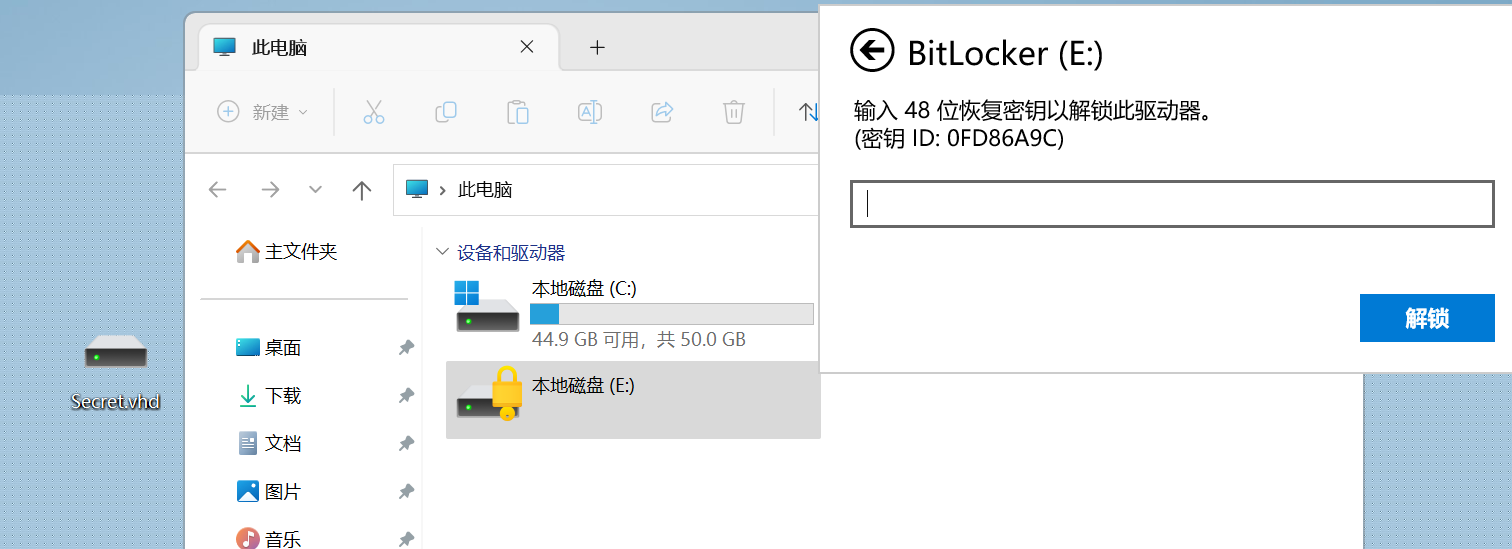 此电脑
新建
此电脑
主文件夹
桌面
下载
文档
图片
音乐
设备和驱动器
本地磁盘 (C:)
44.9 GB 可用，共 50.0 GB
本地磁盘 (E:)
Secret.vhd
BitLocker (E:)
输入 48 位恢复密钥以解锁此驱动器。
(密钥 ID: 0FD86A9C)
解锁